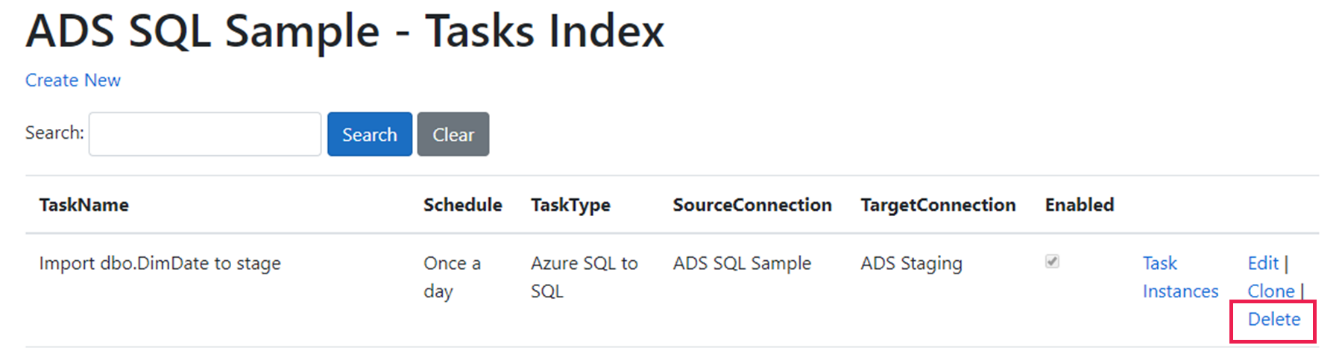 ADS SQL Sample - Tasks Index
Create New
Search: Search Clear
TaskName Schedule TaskType SourceConnection TargetConnection Enabled
Import dbo.DimDate to stage Once a Azure SQL to ADS SQL Sample ADS Staging Task Edit |
day SQL Instances Clone |
Delete